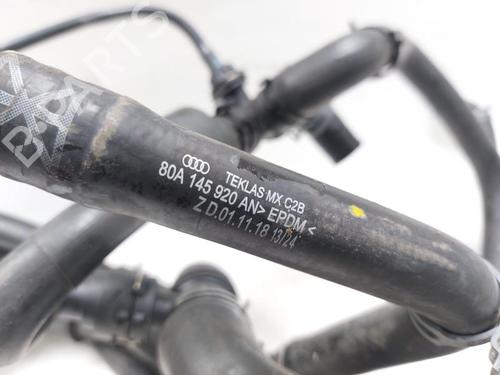 TEKLAS MX C2B
80A 145 920 AN> EPDM <
Z.D.01.11.18 13/24